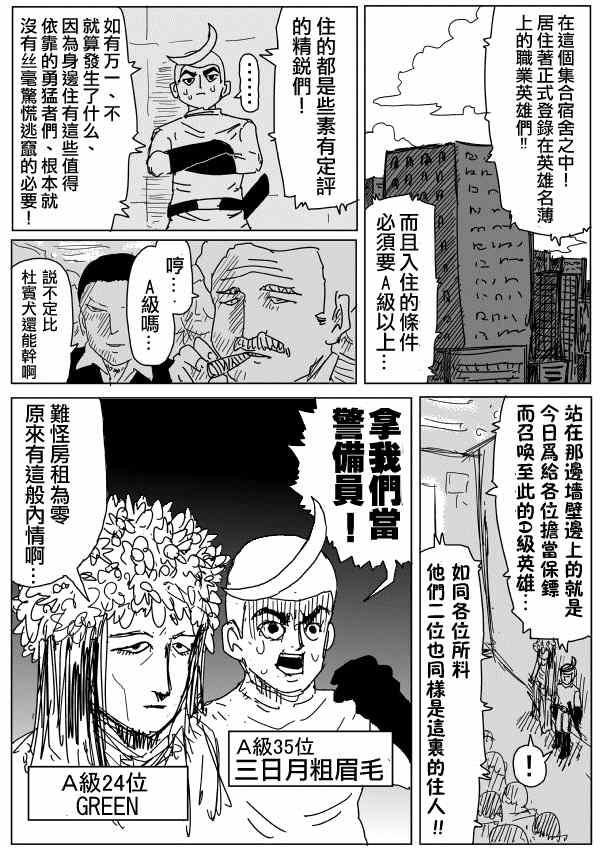 在這個集合宿舍之中！
居住著正式登錄在英雄名薄
上的職業英雄們!!
而且入住的條件
必須要A級以上…
住的都是些素有定評
的精銳們！
……
如有万一、不
就算發生了什么、
因為身邊住有這些值得
依靠的勇猛者們、根本就
沒有丝毫驚慌逃竄的必要！
哼…
A級嗎…
說不定比
杜賓犬還能幹啊
站在那邊墙壁邊上的就是
今日爲給各位擔當保鏢
而召唤至此的A級英雄…
如同各位所料
他們二位也同樣是這裏的住人!!
！
拿我們當
警備員！
難怪房租為零
原來有這般內情啊…
A級35位
三日月粗眉毛
A級24位
GREEN